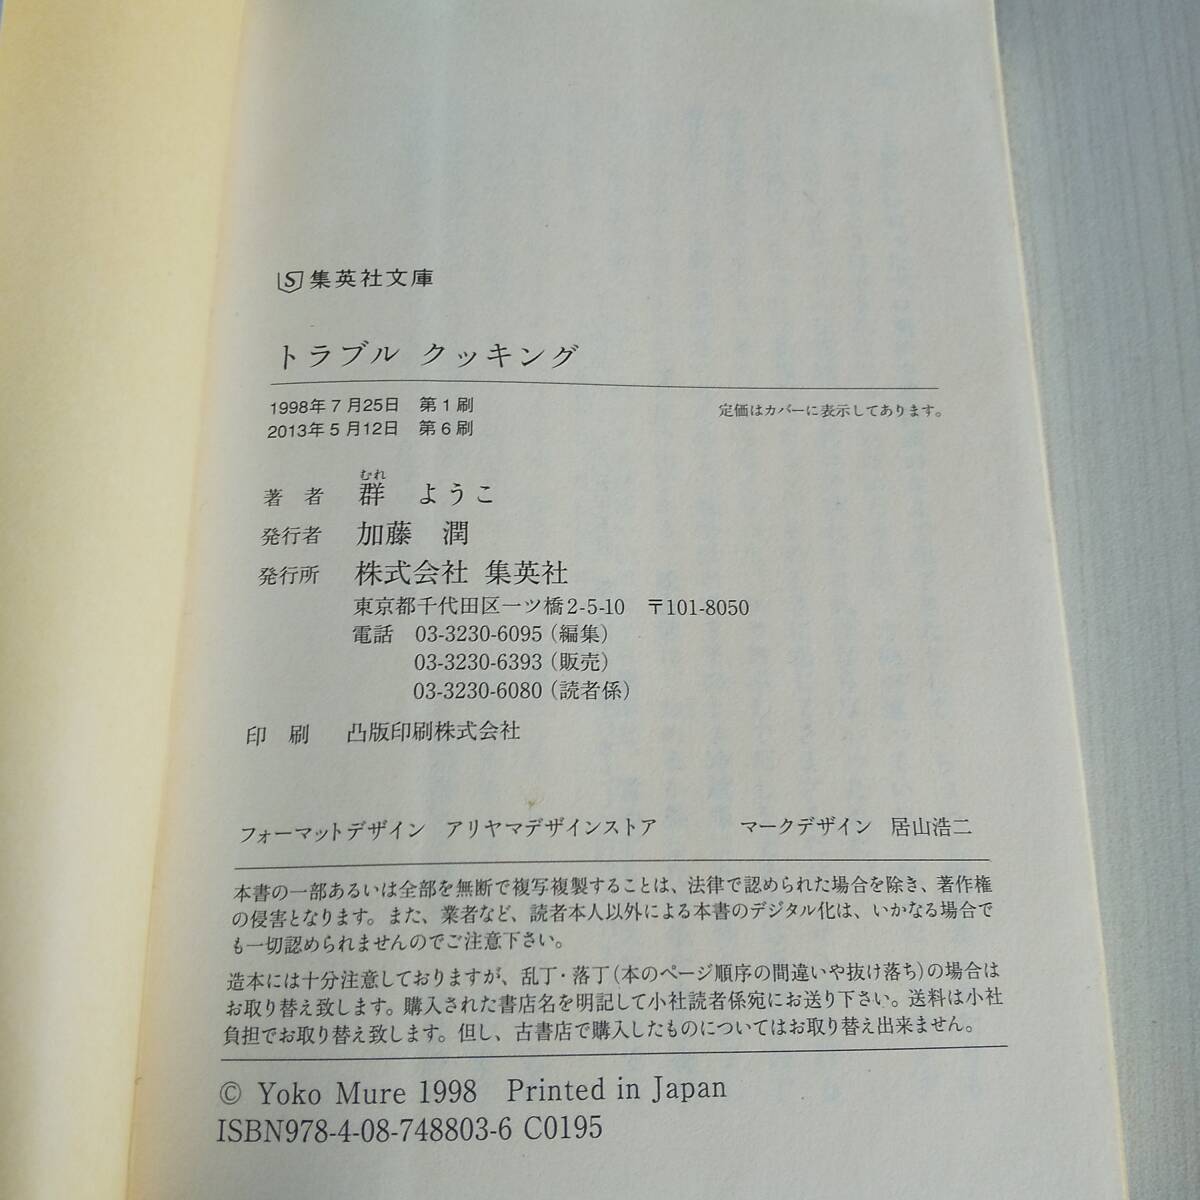 S 集英社文庫
トラブル クッキング
1998年7月25日 第1刷
2013年5月12日 第6刷
定価はカバーに表示してあります。
むれ
著 者 群 ようこ
発行者 加藤 潤
発行所 株式会社 集英社
東京都千代田区一ツ橋2-5-10 〒101-8050
電話 03-3230-6095(編集)
03-3230-6393(販売)
03-3230-6080(読者係)
印 刷 凸版印刷株式会社
フォーマットデザイン アリヤマデザインストア マークデザイン 居山浩二
本書の一部あるいは全部を無断で複写複製することは、法律で認められた場合を除き、著作権
の侵害となります。また、業者など、読者本人以外による本書のデジタル化は、いかなる場合で
も一切認められませんのでご注意下さい。
造本には十分注意しておりますが、乱丁・落丁(本のページ順序の間違いや抜け落ち)の場合は
お取り替え致します。購入された書店名を明記して小社読者係宛にお送り下さい。送料は小社
負担でお取り替え致します。但し、古書店で購入したものについてはお取り替え出来ません。
© Yoko Mure 1998 Printed in Japan
ISBN978-4-08-748803-6 C0195